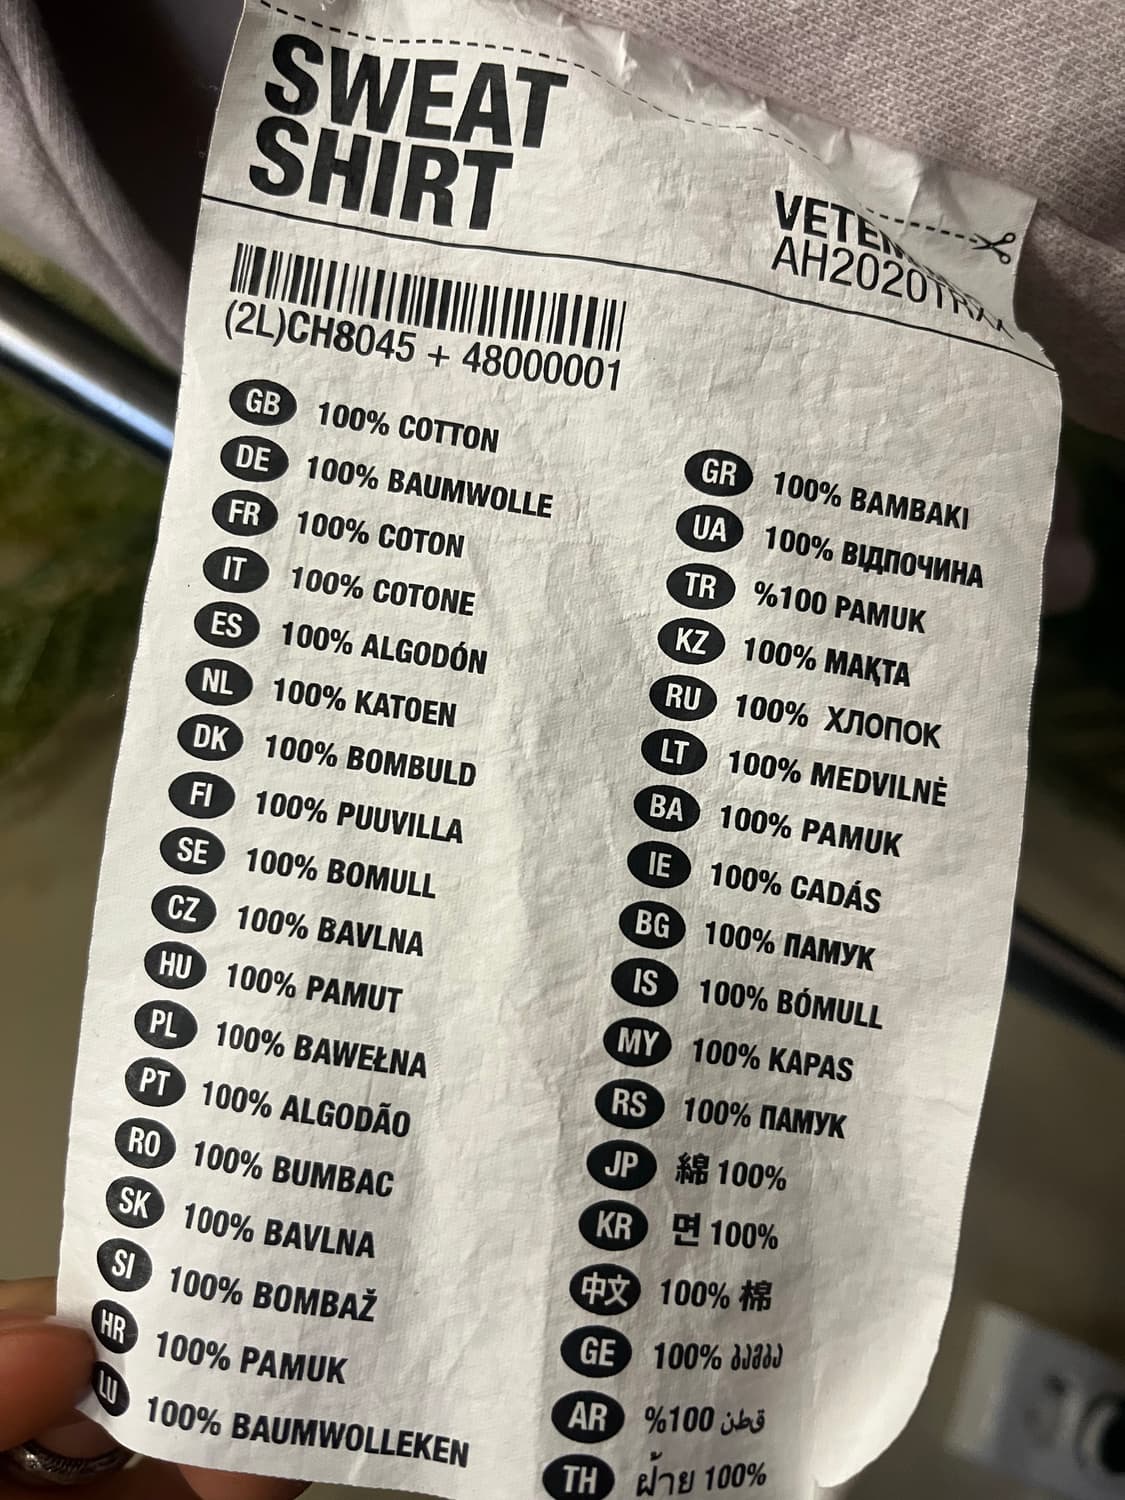 SWEAT
SHIRT
AH2020TR
(2L)CH8045 + 48000001
GB 100% COTTON
DE 100% BAUMWOLLE
FR 100% COTON
IT 100% COTONE
ES 100% ALGODÓN
NL 100% KATOEN
DK 100% BOMBULD
FI 100% PUUVILLA
SE 100% BOMULL
CZ 100% BAVLNA
HU 100% PAMUT
PL 100% BAWEŁNA
PT 100% ALGODÃO
RO 100% BUMBAC
SK 100% BAVLNA
SI 100% BOMBAŽ
HR 100% PAMUK
LU 100% BAUMWOLLEKEN
GR 100% BAMBAKI
UA 100% ВІДПОЧИНА
TR %100 PAMUK
KZ 100% МАҚТА
RU 100% ХЛОПОК
LT 100% MEDVILNĖ
BA 100% PAMUK
IE 100% CADÁS
BG 100% ПАМУК
IS 100% BÓMULL
MY 100% KAPAS
RS 100% ПАМУК
JP 綿 100%
KR 면 100%
中文 100% 棉
GE 100% ბამბა
AR %100 قطن
TH ฝ้าย 100%